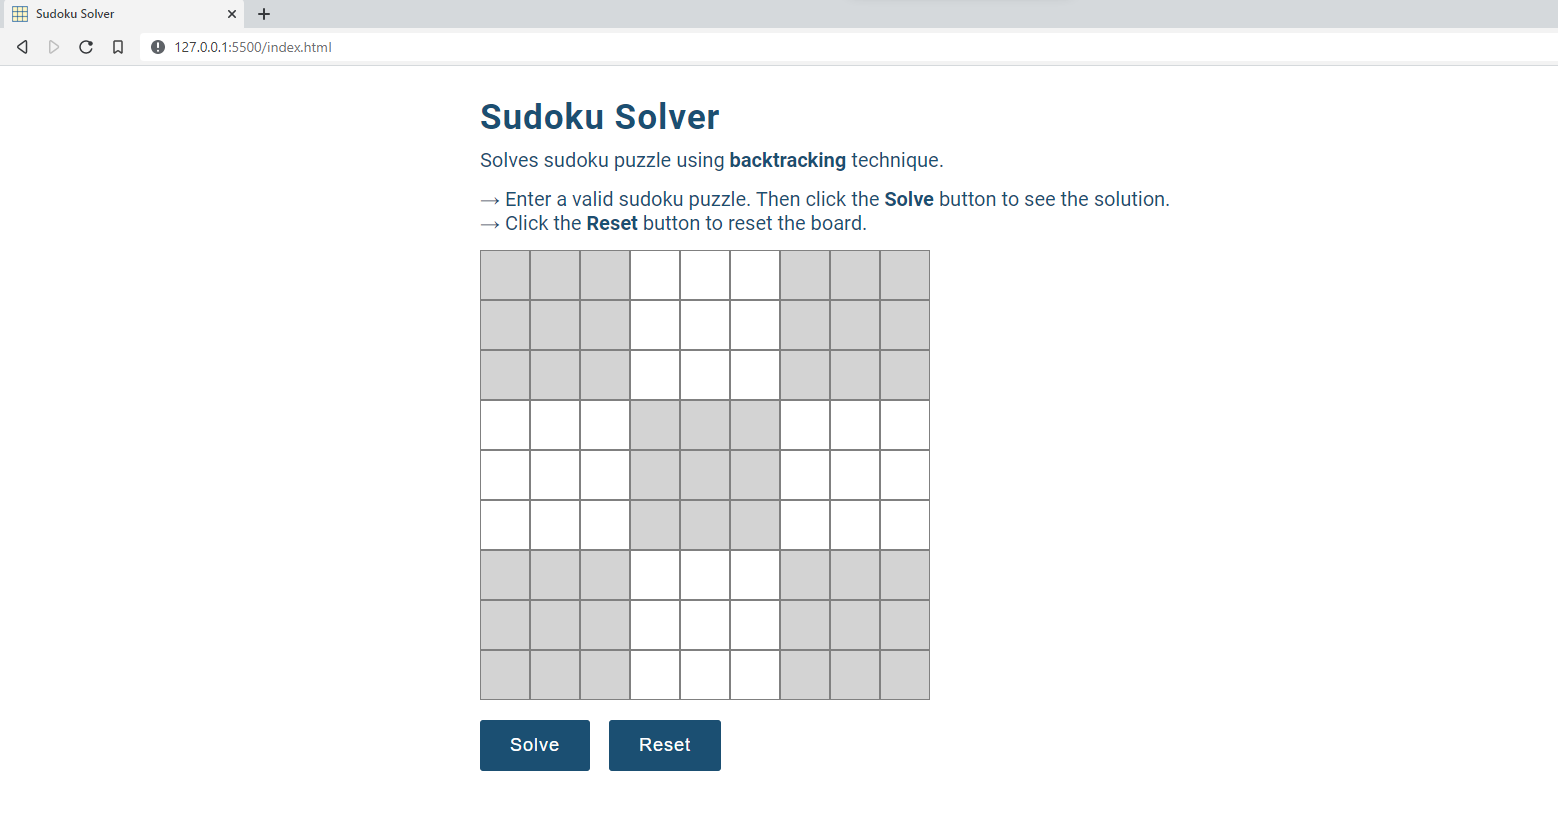 Sudoku Solver
127.0.0.1:5500/index.html
Sudoku Solver
Solves sudoku puzzle using backtracking technique.
→ Enter a valid sudoku puzzle. Then click the Solve button to see the solution.
→ Click the Reset button to reset the board.
Solve Reset